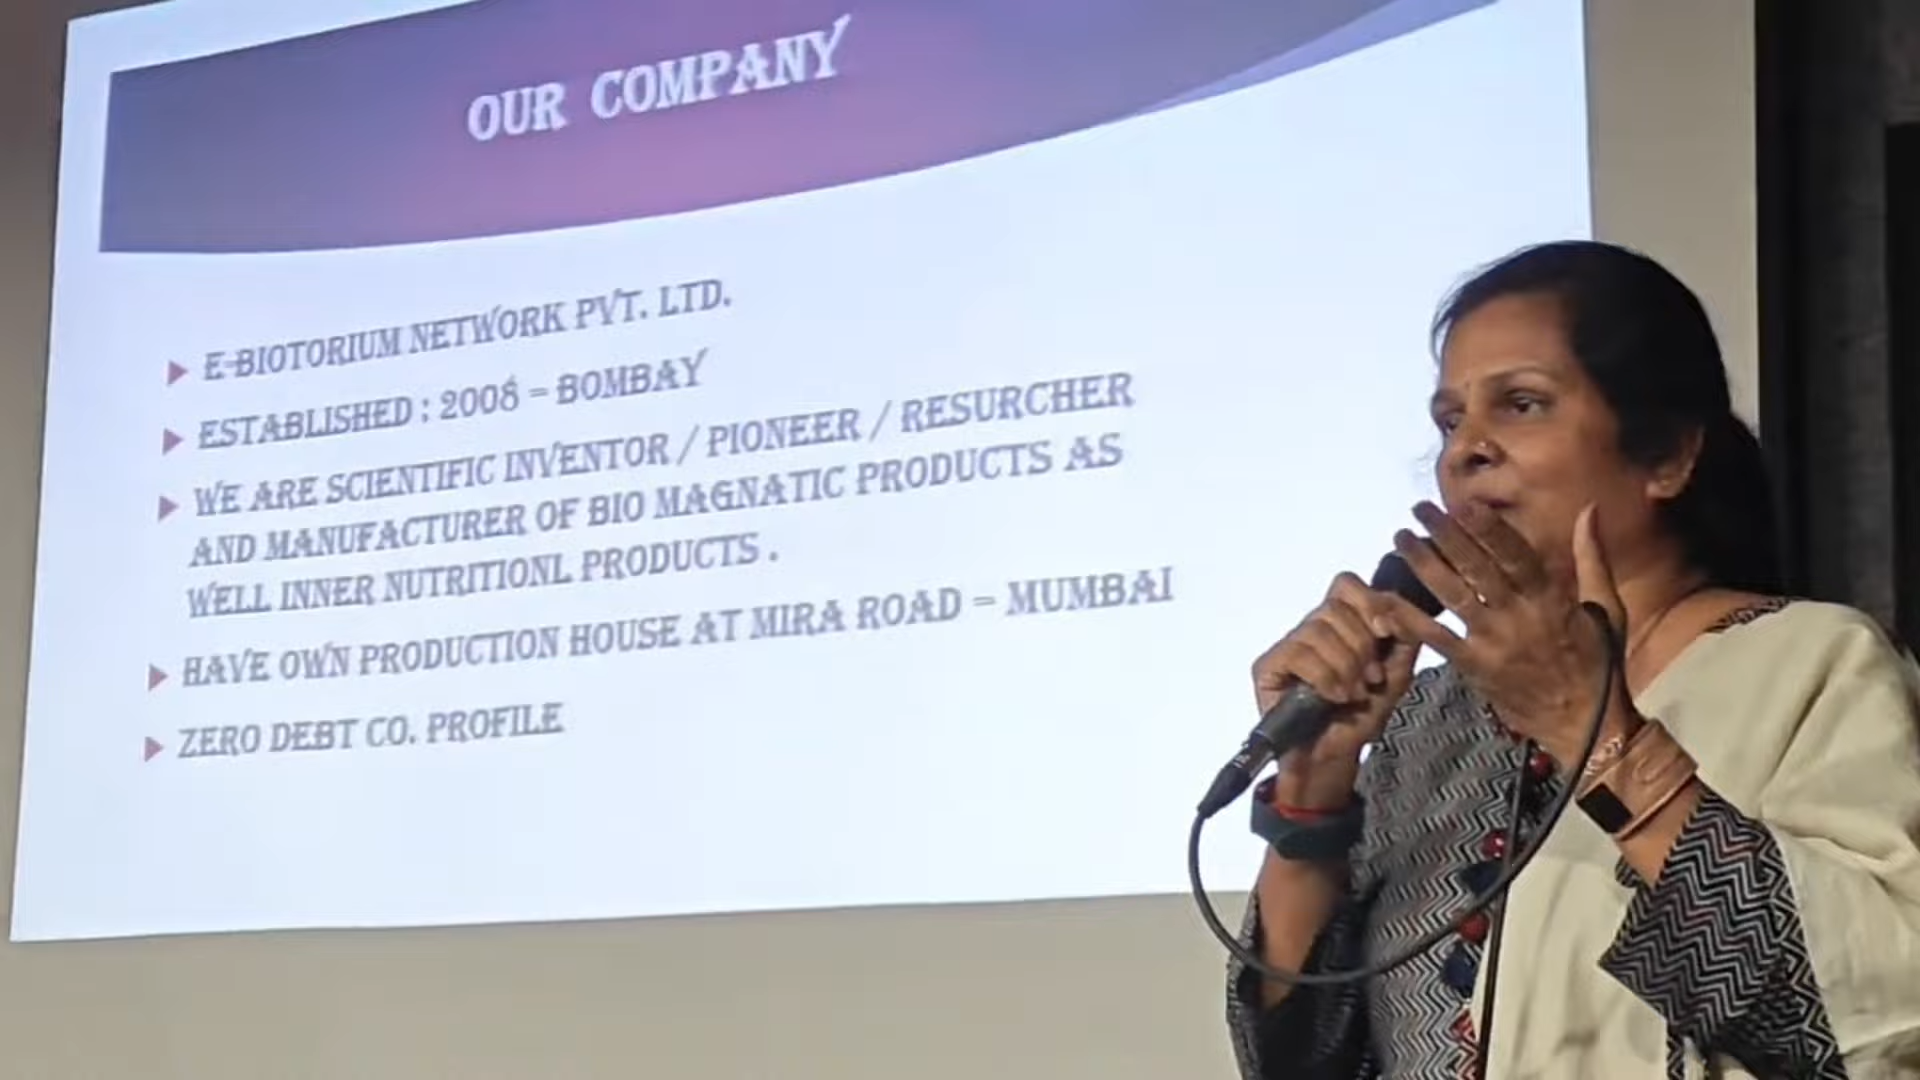 OUR COMPANY
E-BIOTORIUM NETWORK PVT. LTD.
ESTABLISHED : 2008 = BOMBAY
WE ARE SCIENTIFIC INVENTOR / PIONEER / RESURCHER
AND MANUFACTURER OF BIO MAGNATIC PRODUCTS AS
WELL INNER NUTRITIONL PRODUCTS .
HAVE OWN PRODUCTION HOUSE AT MIRA ROAD = MUMBAI
ZERO DEBT CO. PROFILE